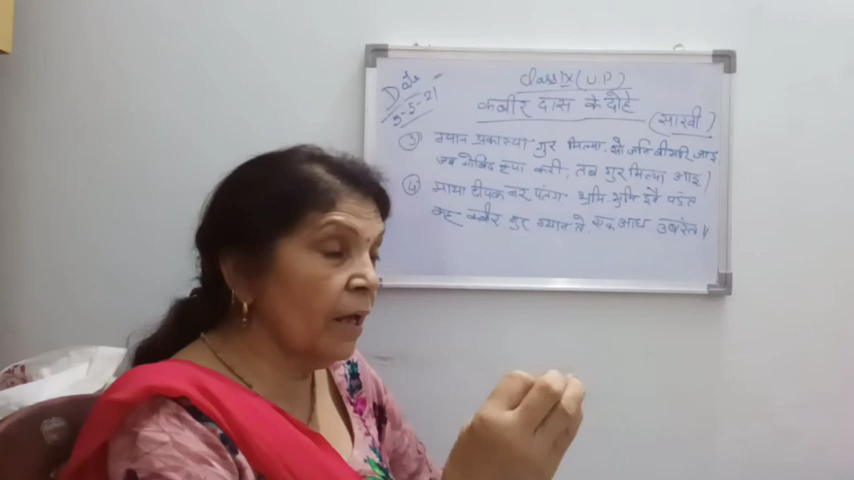 Date
5-5-21
Class IX (U.P)
कबीर दास के दोहे
(साखी)
③ ग्यान प्रकास्या गुर मिल्या, सो जनि बीसरि जाइ
जब गोबिंद कृपा करी, तब गुर मिल्या आइ।
④ माया दीपक नर पतंग भ्रमि भ्रमि इवै पडंत
कह कबीर गुर ग्यान ते, एक आध उबरंत॥